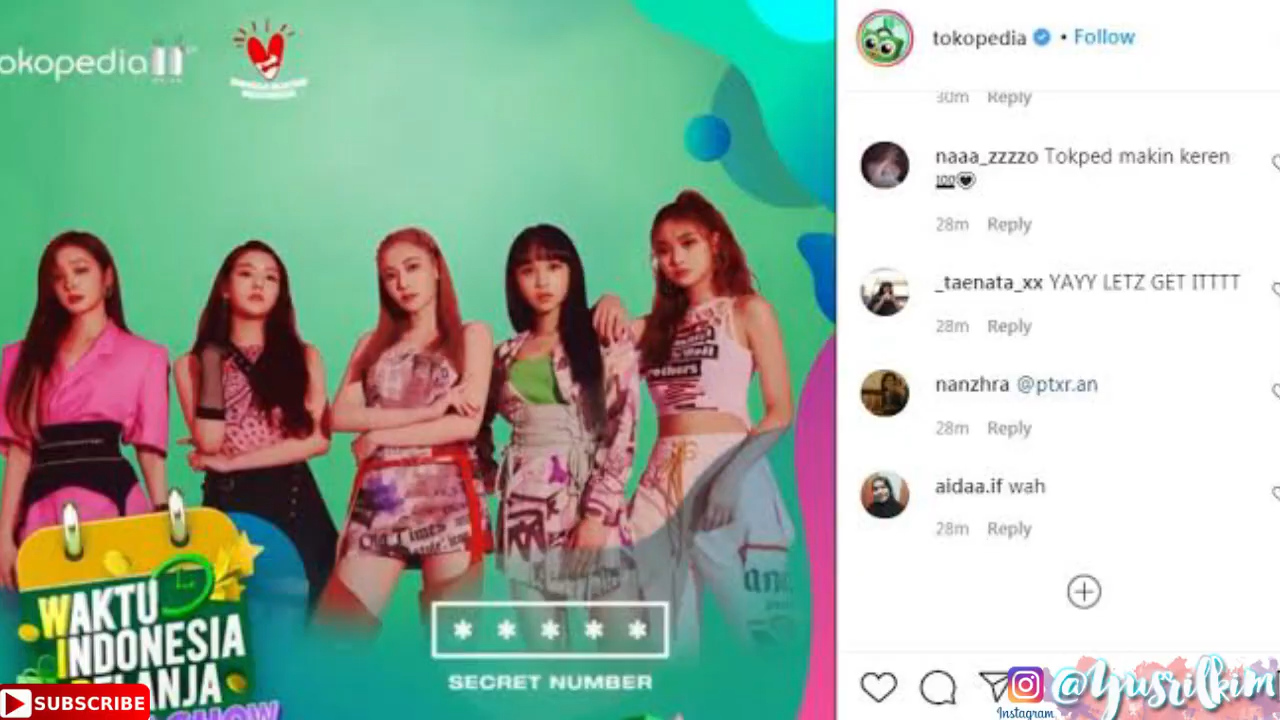 okopedia
tokopedia • Follow
30m Reply
naaa_zzzzo Tokped makin keren
💯🖤
28m Reply
_taenata_xx YAYY LETZ GET ITTTT
28m Reply
nanzhra @ptxr.an
28m Reply
aidaa.if wah
28m Reply
WAKTU
INDONESIA
BELANJA
SHOW
* * * * *
SECRET NUMBER
SUBSCRIBE
Instagram
@Yusrilkim